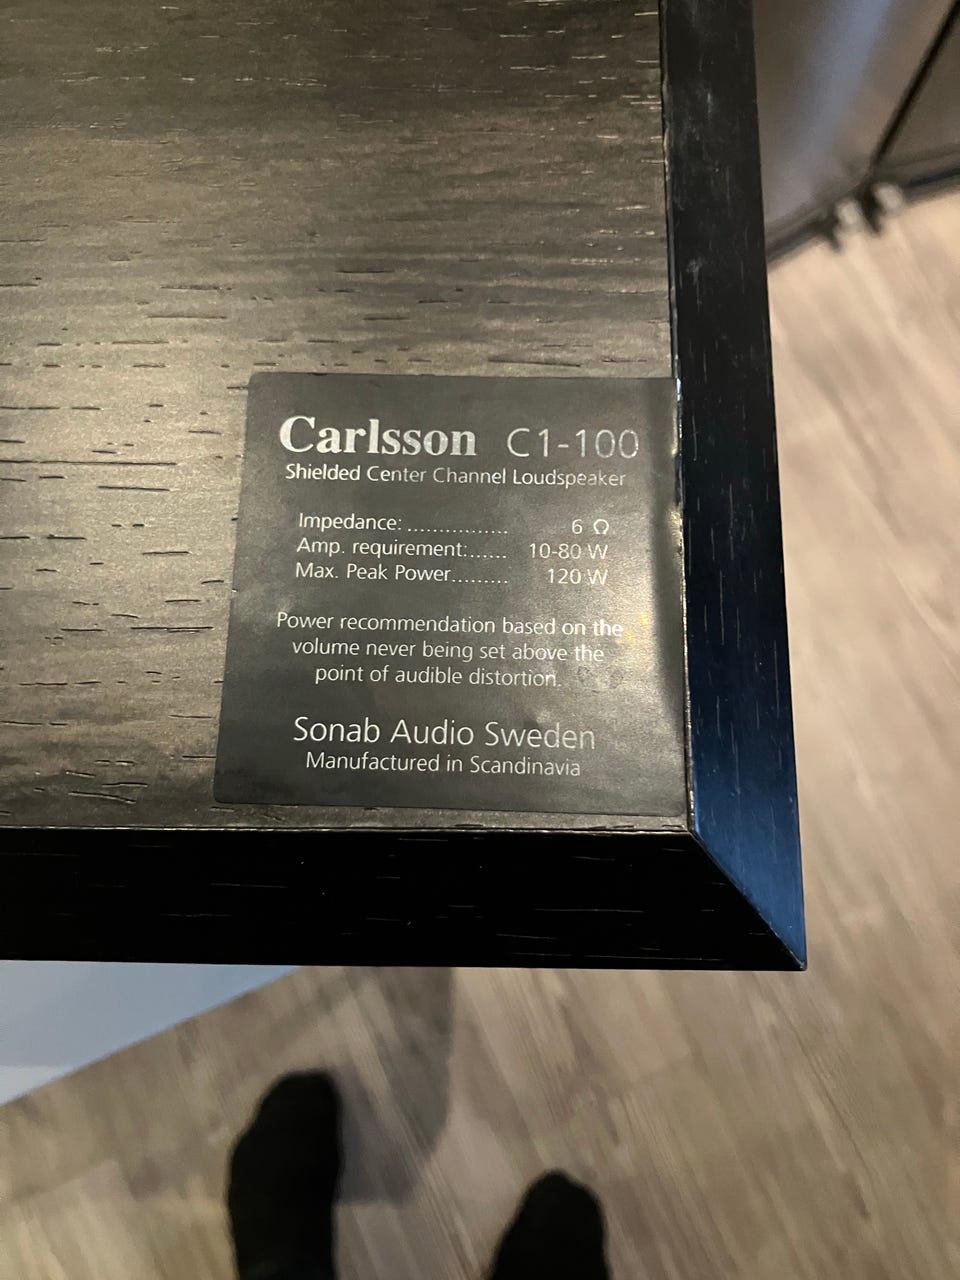 Carlsson C1-100
Shielded Center Channel Loudspeaker
Impedance: ................ 6 Ω
Amp. requirement:...... 10-80 W
Max. Peak Power......... 120 W
Power recommendation based on the
volume never being set above the
point of audible distortion.
Sonab Audio Sweden
Manufactured in Scandinavia